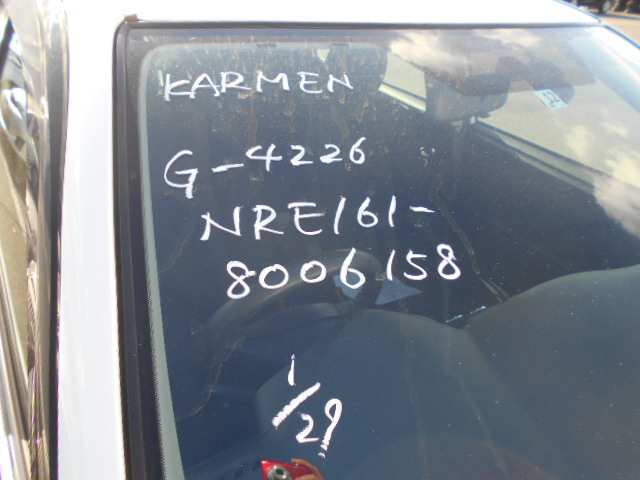 KARMEN
G-4226
NRE161-
8006158
1/29